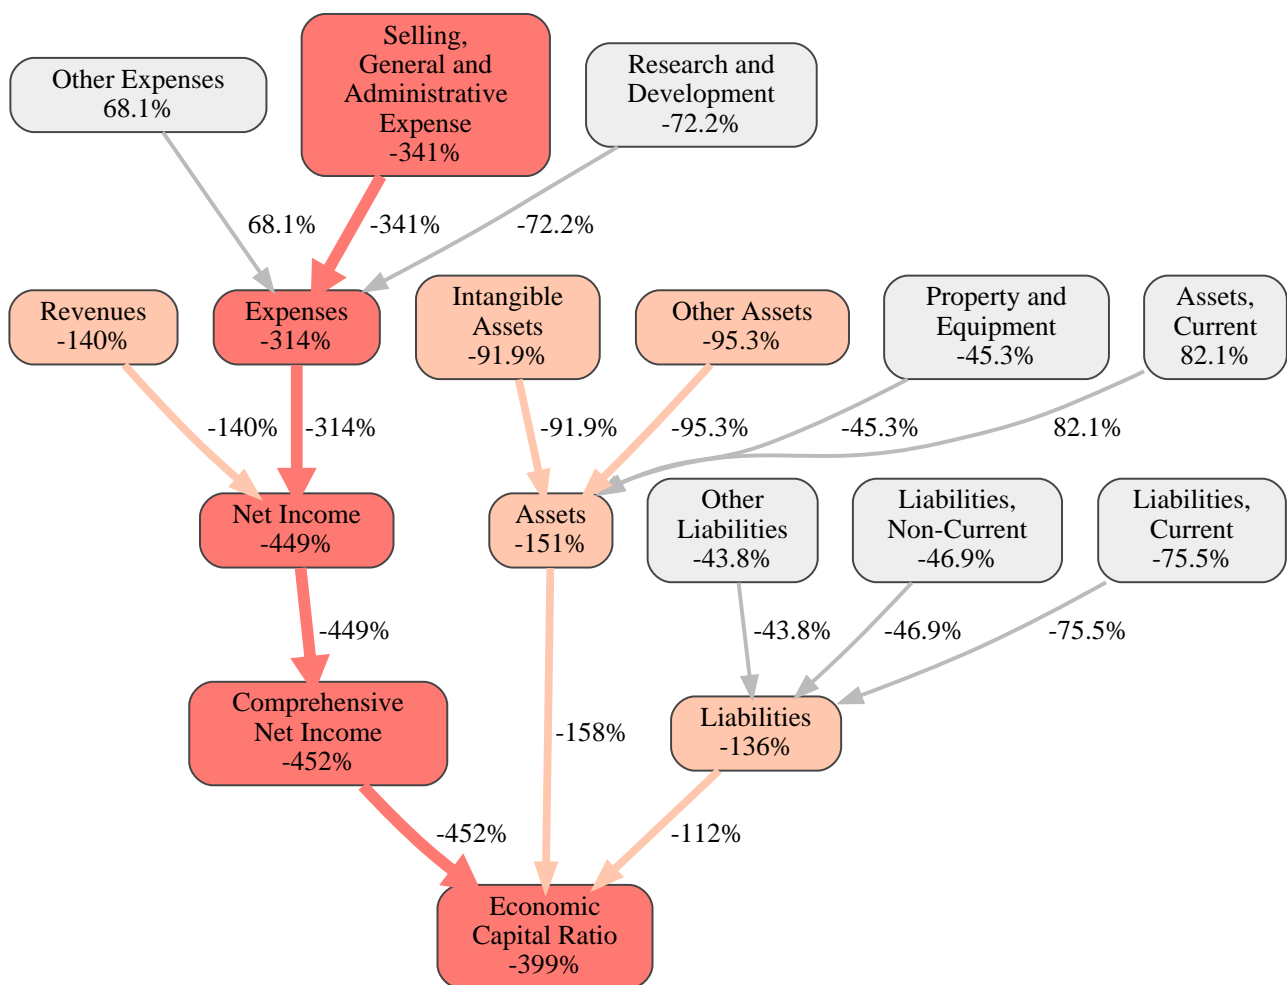 Other Expenses
68.1%
Selling,
General and
Administrative
Expense
-341%
Research and
Development
-72.2%
68.1%
-341%
-72.2%
Revenues
-140%
Expenses
-314%
Intangible
Assets
-91.9%
Other Assets
-95.3%
Property and
Equipment
-45.3%
Assets,
Current
82.1%
-140%
-314%
-91.9%
-95.3%
-45.3%
82.1%
Net Income
-449%
Assets
-151%
Other
Liabilities
-43.8%
Liabilities,
Non-Current
-46.9%
Liabilities,
Current
-75.5%
-449%
-43.8%
-46.9%
-75.5%
Comprehensive
Net Income
-452%
-158%
Liabilities
-136%
-452%
-112%
Economic
Capital Ratio
-399%